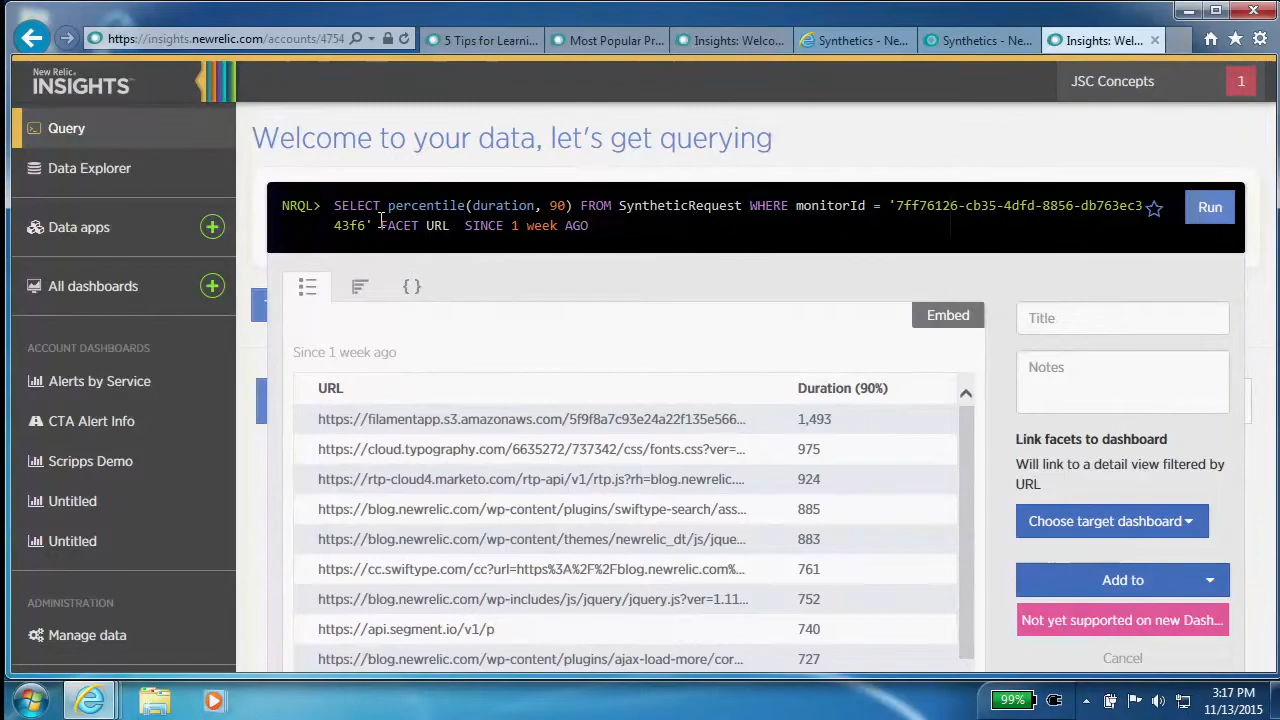 https://insights.newrelic.com/accounts/4754
5 Tips for Learni...
Most Popular Pr...
Insights: Welco...
Synthetics - Ne...
Synthetics - Ne...
Insights: Wel...
New Relic
INSIGHTS
JSC Concepts
1
Query
Data Explorer
Data apps
All dashboards
ACCOUNT DASHBOARDS
Alerts by Service
CTA Alert Info
Scripps Demo
Untitled
Untitled
ADMINISTRATION
Manage data
Welcome to your data, let's get querying
NRQL> SELECT percentile(duration, 90) FROM SyntheticRequest WHERE monitorId = '7ff76126-cb35-4dfd-8856-db763ec3
43f6' FACET URL SINCE 1 week AGO
Run
Embed
Since 1 week ago
URL Duration (90%)
https://filamentapp.s3.amazonaws.com/5f9f8a7c93e24a22f135e566... 1,493
https://cloud.typography.com/6635272/737342/css/fonts.css?ver=... 975
https://rtp-cloud4.marketo.com/rtp-api/v1/rtp.js?rh=blog.newrelic.... 924
https://blog.newrelic.com/wp-content/plugins/swiftype-search/ass... 885
https://blog.newrelic.com/wp-content/themes/newrelic_dt/js/jque... 883
https://cc.swiftype.com/cc?url=https%3A%2F%2Fblog.newrelic.com%... 761
https://blog.newrelic.com/wp-includes/js/jquery/jquery.js?ver=1.11... 752
https://api.segment.io/v1/p 740
https://blog.newrelic.com/wp-content/plugins/ajax-load-more/cor... 727
Title
Notes
Link facets to dashboard
Will link to a detail view filtered by
URL
Choose target dashboard
Add to
Not yet supported on new Dash...
Cancel
99%
3:17 PM
11/13/2015